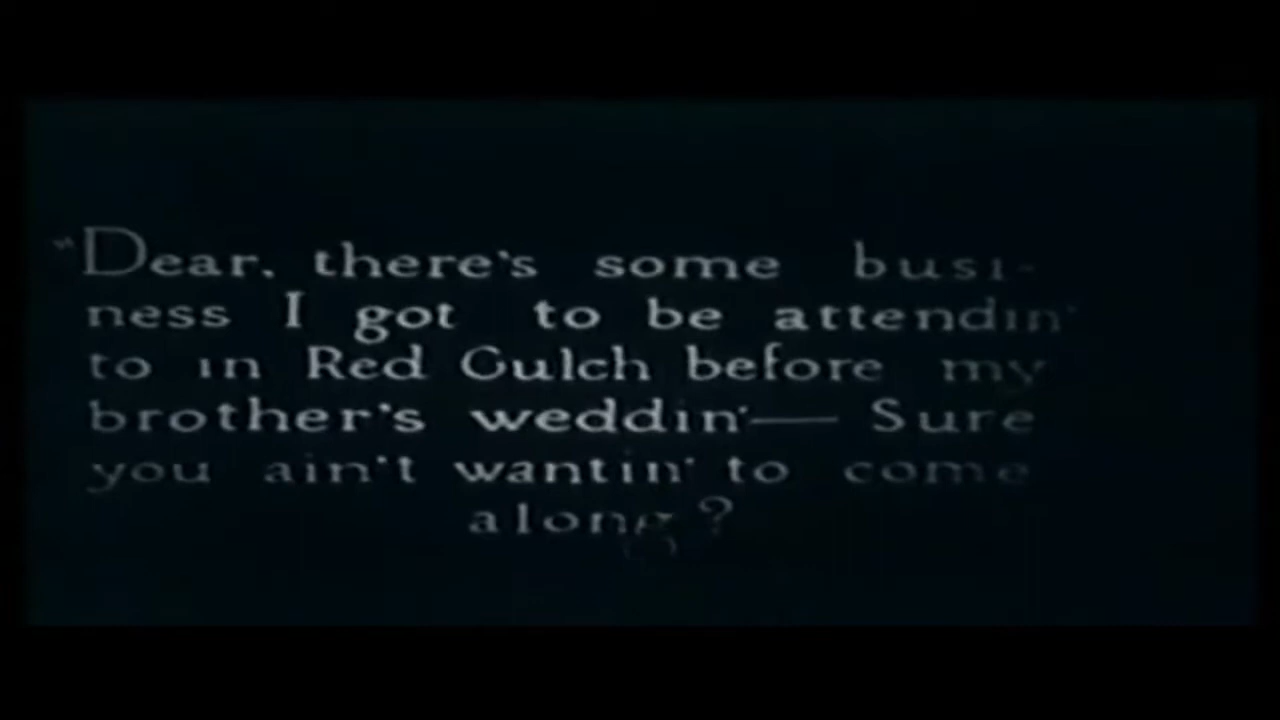 "Dear, there's some busi-
ness I got to be attendin'
to in Red Gulch before my
brother's weddin'— Sure
you ain't wantin' to come
along?